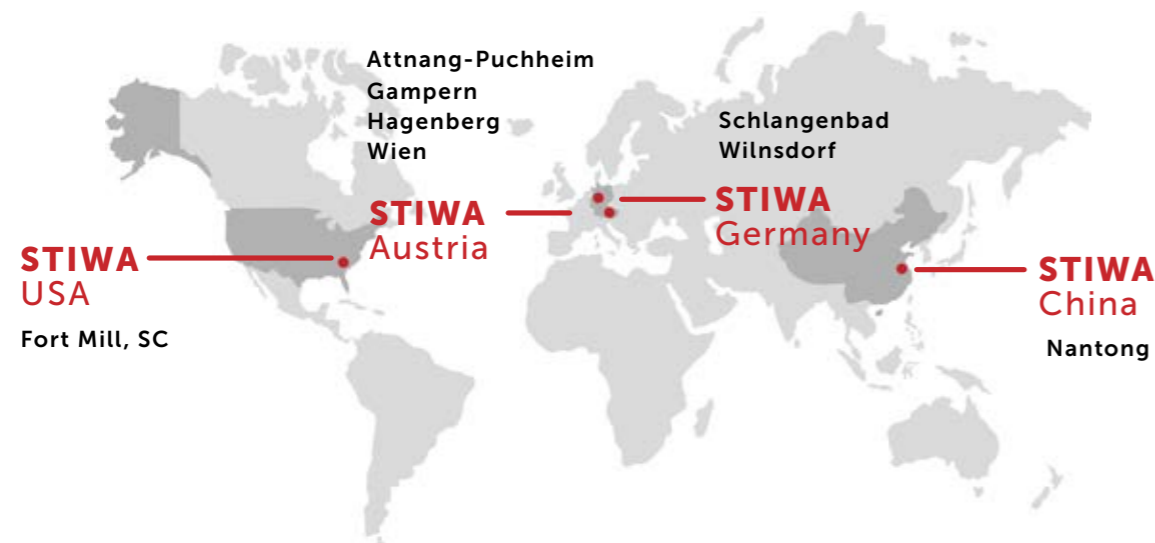 Attnang-Puchheim
Gampern
Hagenberg
Wien
STIWA
Austria
Schlangenbad
Wilnsdorf
STIWA
Germany
STIWA
USA
Fort Mill, SC
STIWA
China
Nantong